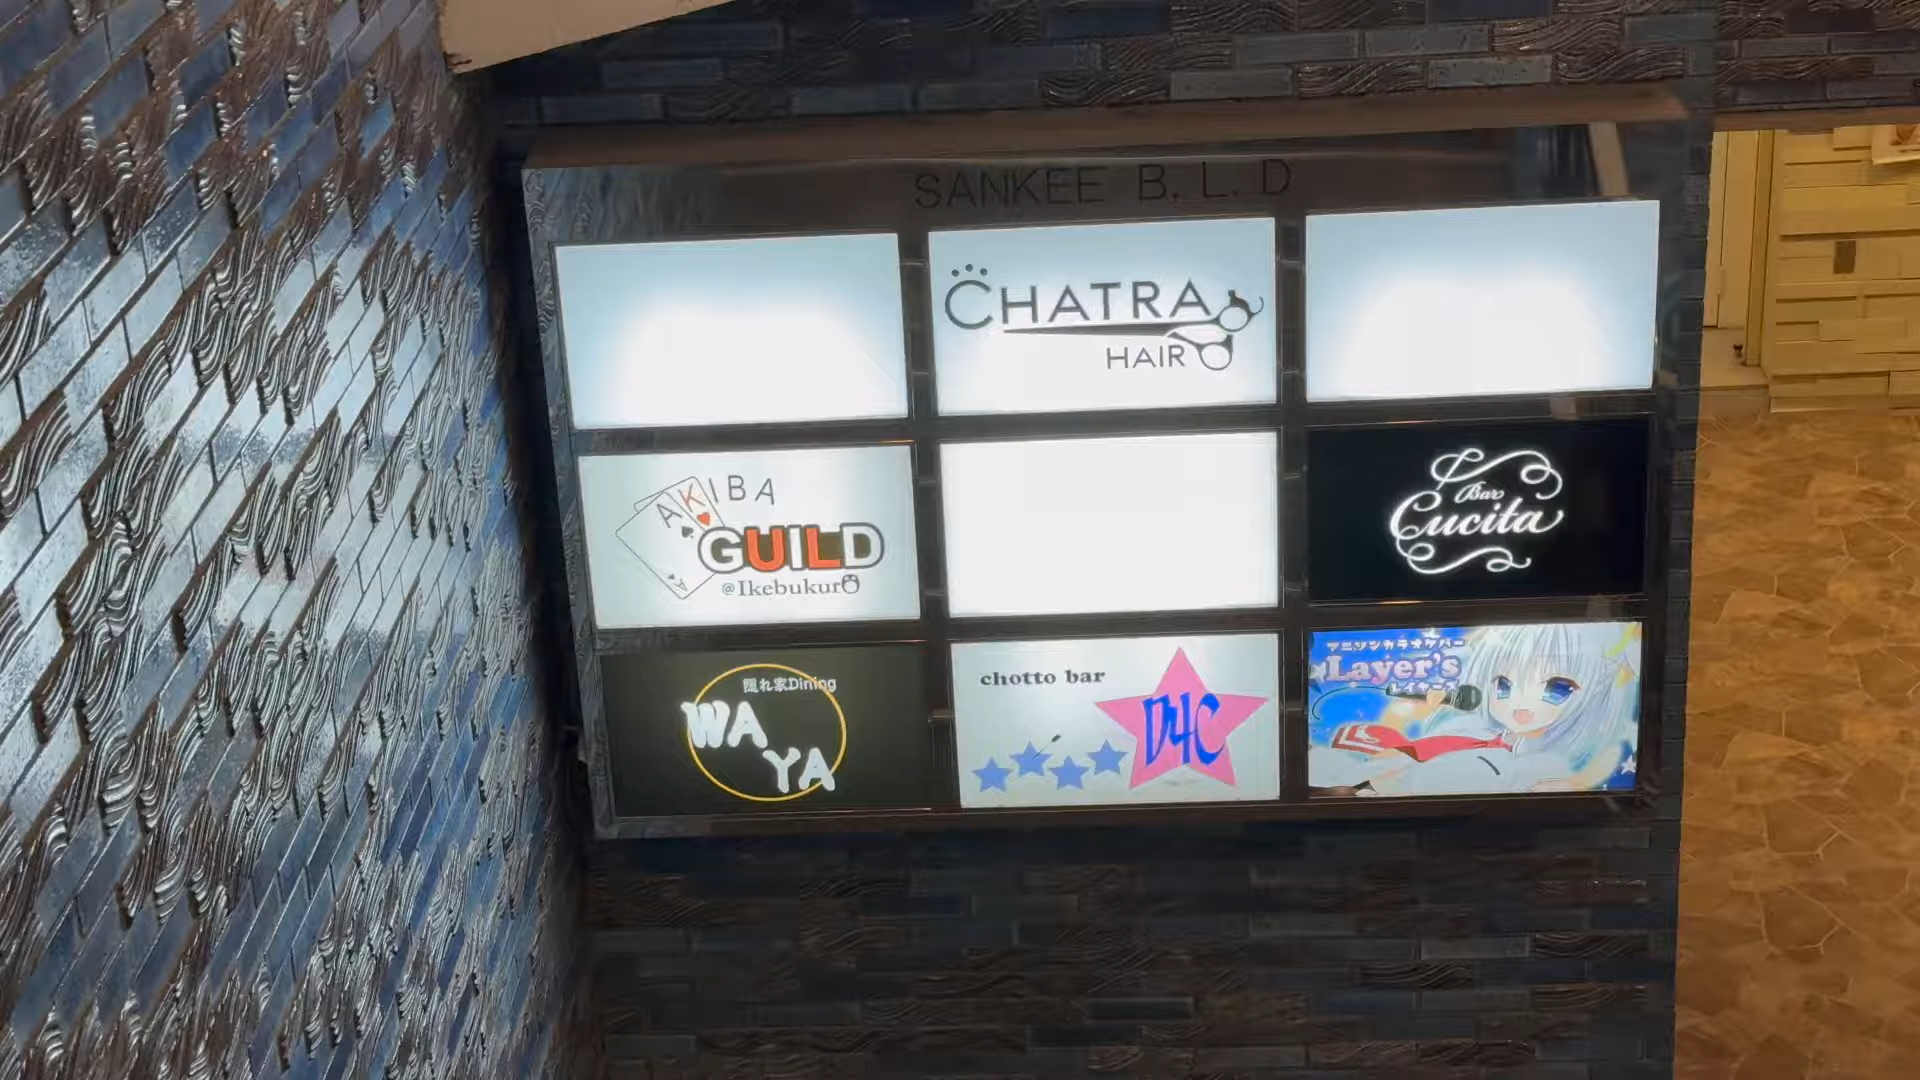 SANKEE B. L. D
CHATRA
HAIR
AKIBA
GUILD
@Ikebukuro
A
Bar
Cucita
隠れ家Dining
WA
YA
chotto bar
D4C
アニソンカラオケバー
Layer's
レイヤーズ